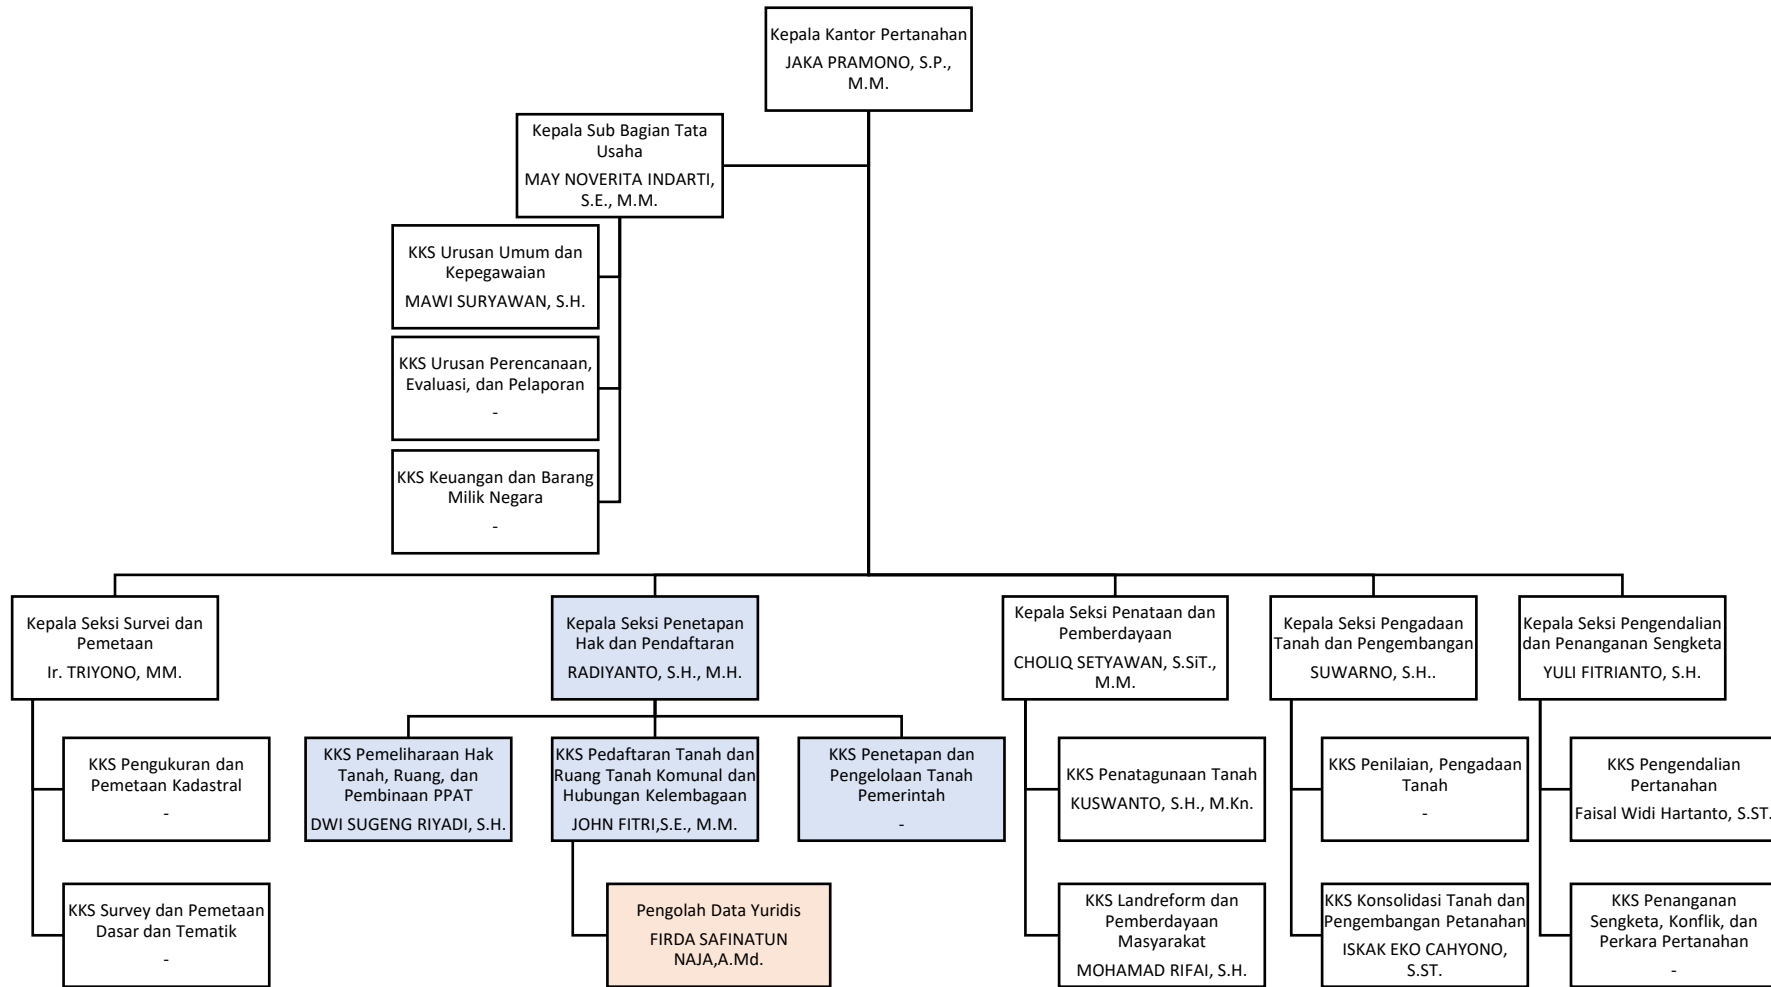 Kepala Kantor Pertanahan
JAKA PRAMONO, S.P.,
M.M.
Kepala Sub Bagian Tata
Usaha
MAY NOVERITA INDARTI,
S.E., M.M.
KKS Urusan Umum dan
Kepegawaian
MAWI SURYAWAN, S.H.
KKS Urusan Perencanaan,
Evaluasi, dan Pelaporan
-
KKS Keuangan dan Barang
Milik Negara
-
Kepala Seksi Survei dan
Pemetaan
Ir. TRIYONO, MM.
KKS Pengukuran dan
Pemetaan Kadastral
-
KKS Survey dan Pemetaan
Dasar dan Tematik
-
Kepala Seksi Penetapan
Hak dan Pendaftaran
RADIYANTO, S.H., M.H.
KKS Pemeliharaan Hak
Tanah, Ruang, dan
Pembinaan PPAT
DWI SUGENG RIYADI, S.H.
KKS Pedaftaran Tanah dan
Ruang Tanah Komunal dan
Hubungan Kelembagaan
JOHN FITRI,S.E., M.M.
Pengolah Data Yuridis
FIRDA SAFINATUN
NAJA,A.Md.
KKS Penetapan dan
Pengelolaan Tanah
Pemerintah
-
Kepala Seksi Penataan dan
Pemberdayaan
CHOLIQ SETYAWAN, S.SiT.,
M.M.
KKS Penatagunaan Tanah
KUSWANTO, S.H., M.Kn.
KKS Landreform dan
Pemberdayaan
Masyarakat
MOHAMAD RIFAI, S.H.
Kepala Seksi Pengadaan
Tanah dan Pengembangan
SUWARNO, S.H..
KKS Penilaian, Pengadaan
Tanah
-
KKS Konsolidasi Tanah dan
Pengembangan Petanahan
ISKAK EKO CAHYONO,
S.ST.
Kepala Seksi Pengendalian
dan Penanganan Sengketa
YULI FITRIANTO, S.H.
KKS Pengendalian
Pertanahan
Faisal Widi Hartanto, S.ST.
KKS Penanganan
Sengketa, Konflik, dan
Perkara Pertanahan
-